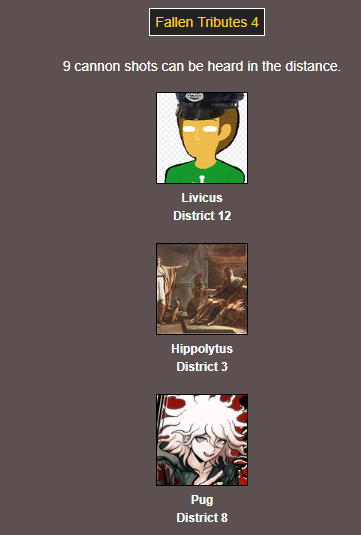 Fallen Tributes 4
9 cannon shots can be heard in the distance.
Livicus
District 12
Hippolytus
District 3
Pug
District 8